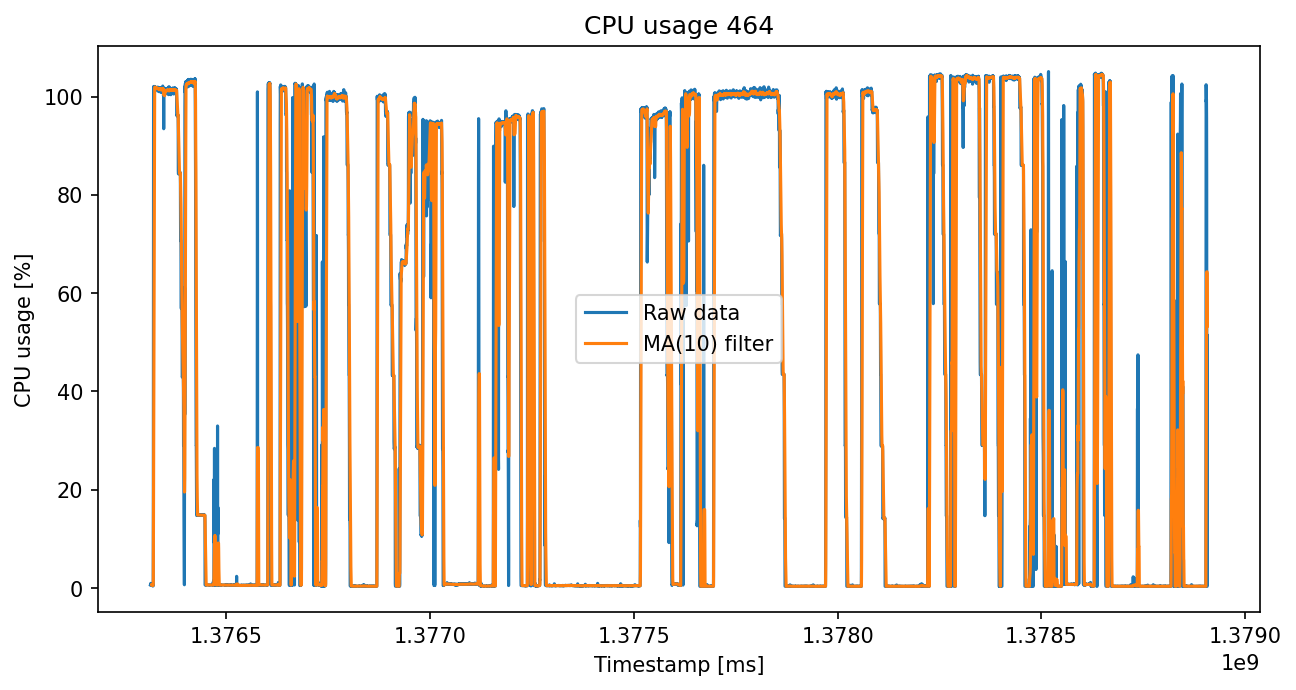 CPU usage 464
CPU usage [%]
100
80
60
40
20
0
Raw data
MA(10) filter
1.3765 1.3770 1.3775 1.3780 1.3785 1.3790
1e9
Timestamp [ms]